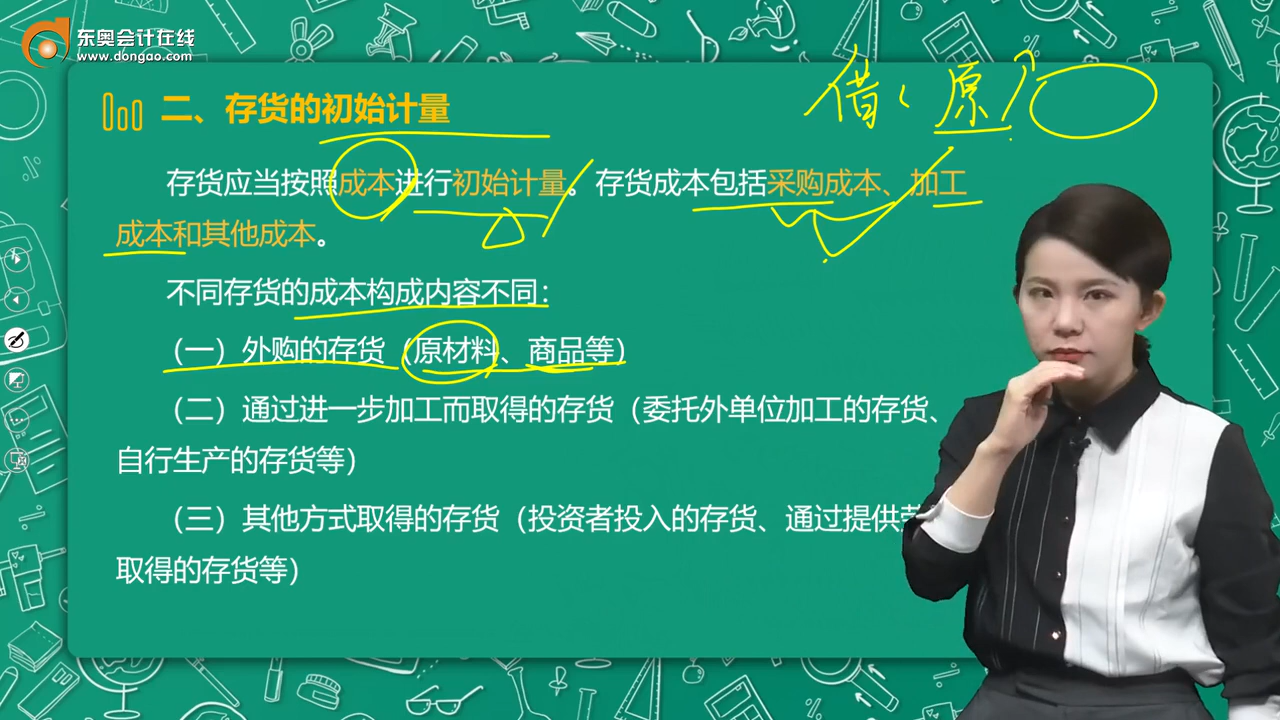 东奥会计在线
www.dongao.com
借：原
二、存货的初始计量
存货应当按照成本进行初始计量。存货成本包括采购成本、加工
成本和其他成本。
不同存货的成本构成内容不同：
（一）外购的存货（原材料、商品等）
（二）通过进一步加工而取得的存货（委托外单位加工的存货、
自行生产的存货等）
（三）其他方式取得的存货（投资者投入的存货、通过提供
取得的存货等）